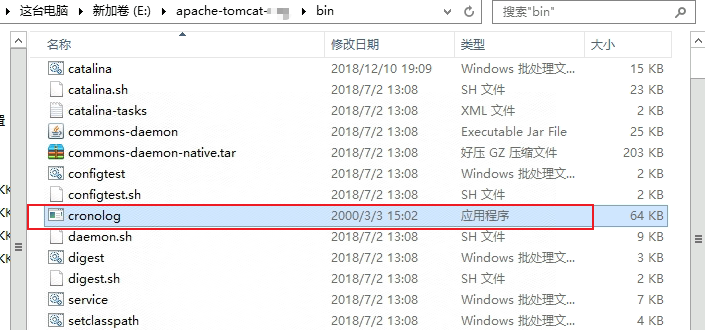 这台电脑 ▸ 新加卷 (E:) ▸ apache-tomcat- ▸ bin 搜索"bin"
名称 修改日期 类型 大小
catalina 2018/12/10 19:09 Windows 批处理文... 15 KB
catalina.sh 2018/7/2 13:08 SH 文件 23 KB
catalina-tasks 2018/7/2 13:08 XML 文件 2 KB
commons-daemon 2018/7/2 13:08 Executable Jar File 25 KB
commons-daemon-native.tar 2018/7/2 13:08 好压 GZ 压缩文件 203 KB
configtest 2018/7/2 13:08 Windows 批处理文... 2 KB
configtest.sh 2018/7/2 13:08 SH 文件 2 KB
cronolog 2000/3/3 15:02 应用程序 64 KB
daemon.sh 2018/7/2 13:08 SH 文件 9 KB
digest 2018/7/2 13:08 Windows 批处理文... 3 KB
digest.sh 2018/7/2 13:08 SH 文件 2 KB
service 2018/7/2 13:08 Windows 批处理文... 7 KB
setclasspath 2018/7/2 13:08 Windows 批处理文... 4 KB